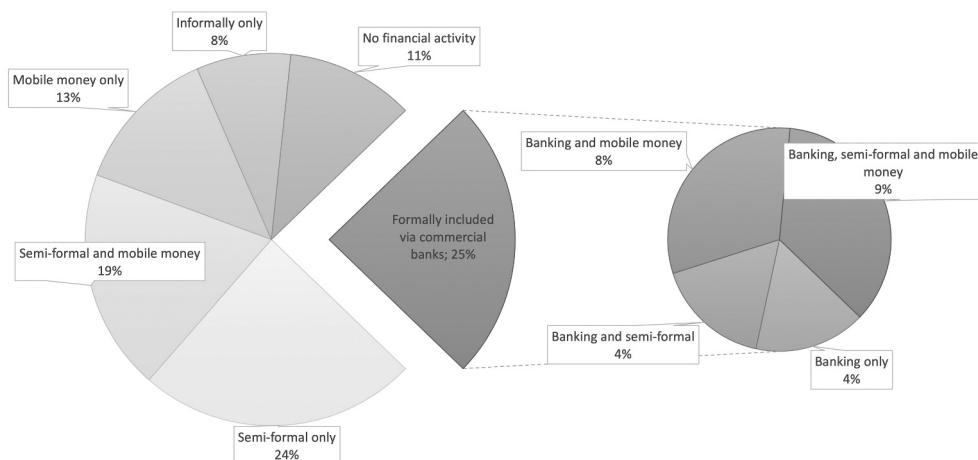 Informally only
8%
No financial activity
11%
Mobile money only
13%
Banking and mobile money
8%
Banking, semi-formal and mobile
money
9%
Formally included
via commercial
banks; 25%
Semi-formal and mobile money
19%
Banking and semi-formal
4%
Banking only
4%
Semi-formal only
24%